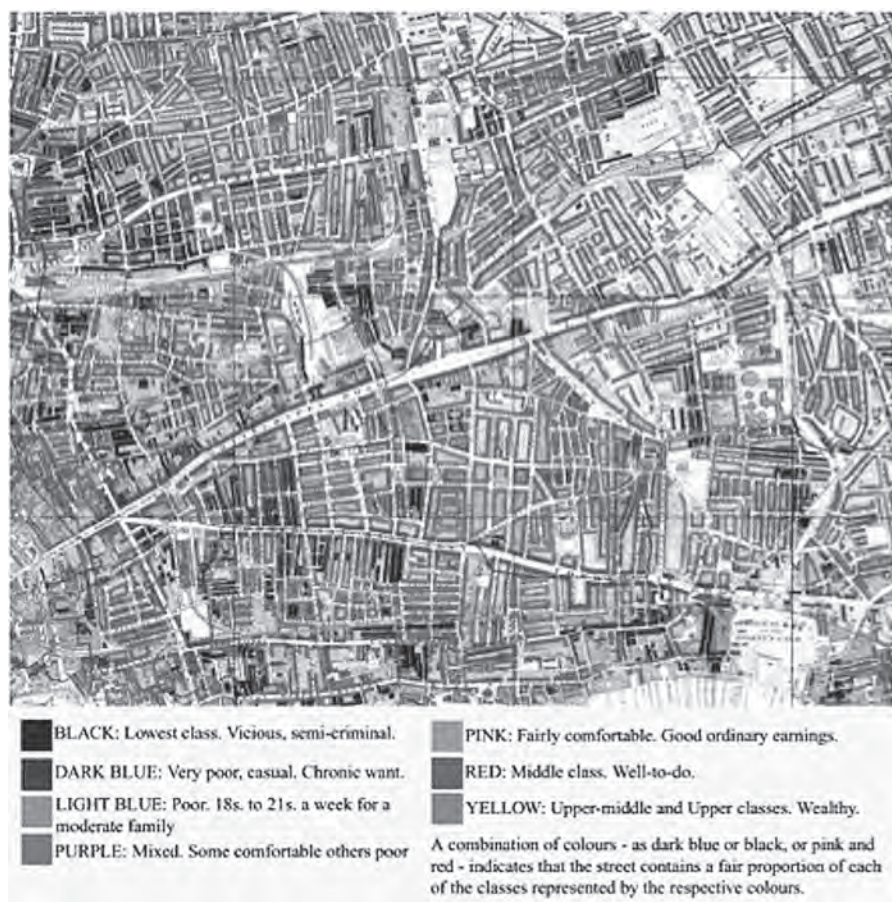 BLACK: Lowest class. Vicious, semi-criminal.
DARK BLUE: Very poor, casual. Chronic want.
LIGHT BLUE: Poor. 18s. to 21s. a week for a
moderate family
PURPLE: Mixed. Some comfortable others poor
PINK: Fairly comfortable. Good ordinary earnings.
RED: Middle class. Well-to-do.
YELLOW: Upper-middle and Upper classes. Wealthy.
A combination of colours - as dark blue or black, or pink and
red - indicates that the street contains a fair proportion of each
of the classes represented by the respective colours.